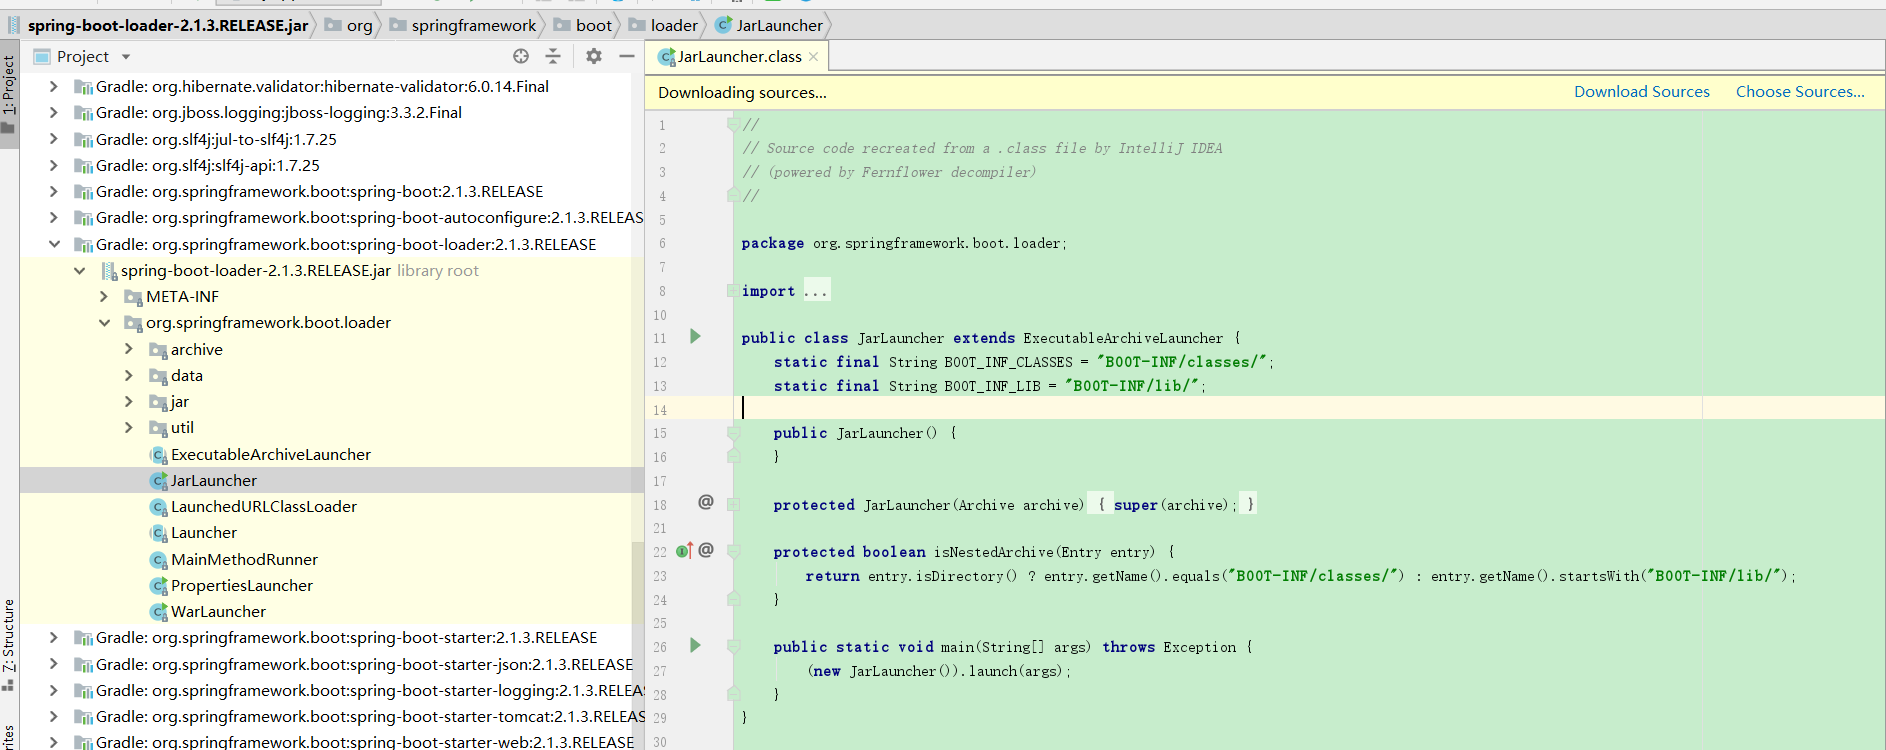 spring-boot-loader-2.1.3.RELEASE.jar org springframework boot loader JarLauncher
1: Project
7: Structure
Project
Gradle: org.hibernate.validator:hibernate-validator:6.0.14.Final
Gradle: org.jboss.logging:jboss-logging:3.3.2.Final
Gradle: org.slf4j:jul-to-slf4j:1.7.25
Gradle: org.slf4j:slf4j-api:1.7.25
Gradle: org.springframework.boot:spring-boot:2.1.3.RELEASE
Gradle: org.springframework.boot:spring-boot-autoconfigure:2.1.3.RELEAS
Gradle: org.springframework.boot:spring-boot-loader:2.1.3.RELEASE
spring-boot-loader-2.1.3.RELEASE.jar library root
META-INF
org.springframework.boot.loader
archive
data
jar
util
ExecutableArchiveLauncher
JarLauncher
LaunchedURLClassLoader
Launcher
MainMethodRunner
PropertiesLauncher
WarLauncher
Gradle: org.springframework.boot:spring-boot-starter:2.1.3.RELEASE
Gradle: org.springframework.boot:spring-boot-starter-json:2.1.3.RELEASE
Gradle: org.springframework.boot:spring-boot-starter-logging:2.1.3.RELEA
Gradle: org.springframework.boot:spring-boot-starter-tomcat:2.1.3.RELEAS
Gradle: org.springframework.boot:spring-boot-starter-web:2.1.3.RELEASE
JarLauncher.class
Downloading sources... Download Sources Choose Sources...
1 //
2 // Source code recreated from a .class file by IntelliJ IDEA
3 // (powered by Fernflower decompiler)
4 //
5
6 package org.springframework.boot.loader;
7
8 import ...
10
11 public class JarLauncher extends ExecutableArchiveLauncher {
12 static final String BOOT_INF_CLASSES = "BOOT-INF/classes/";
13 static final String BOOT_INF_LIB = "BOOT-INF/lib/";
14
15 public JarLauncher() {
16 }
17
18 @ protected JarLauncher(Archive archive) { super(archive); }
21
22 @ protected boolean isNestedArchive(Entry entry) {
23 return entry.isDirectory() ? entry.getName().equals("BOOT-INF/classes/") : entry.getName().startsWith("BOOT-INF/lib/");
24 }
25
26 public static void main(String[] args) throws Exception {
27 (new JarLauncher()).launch(args);
28 }
29 }
30